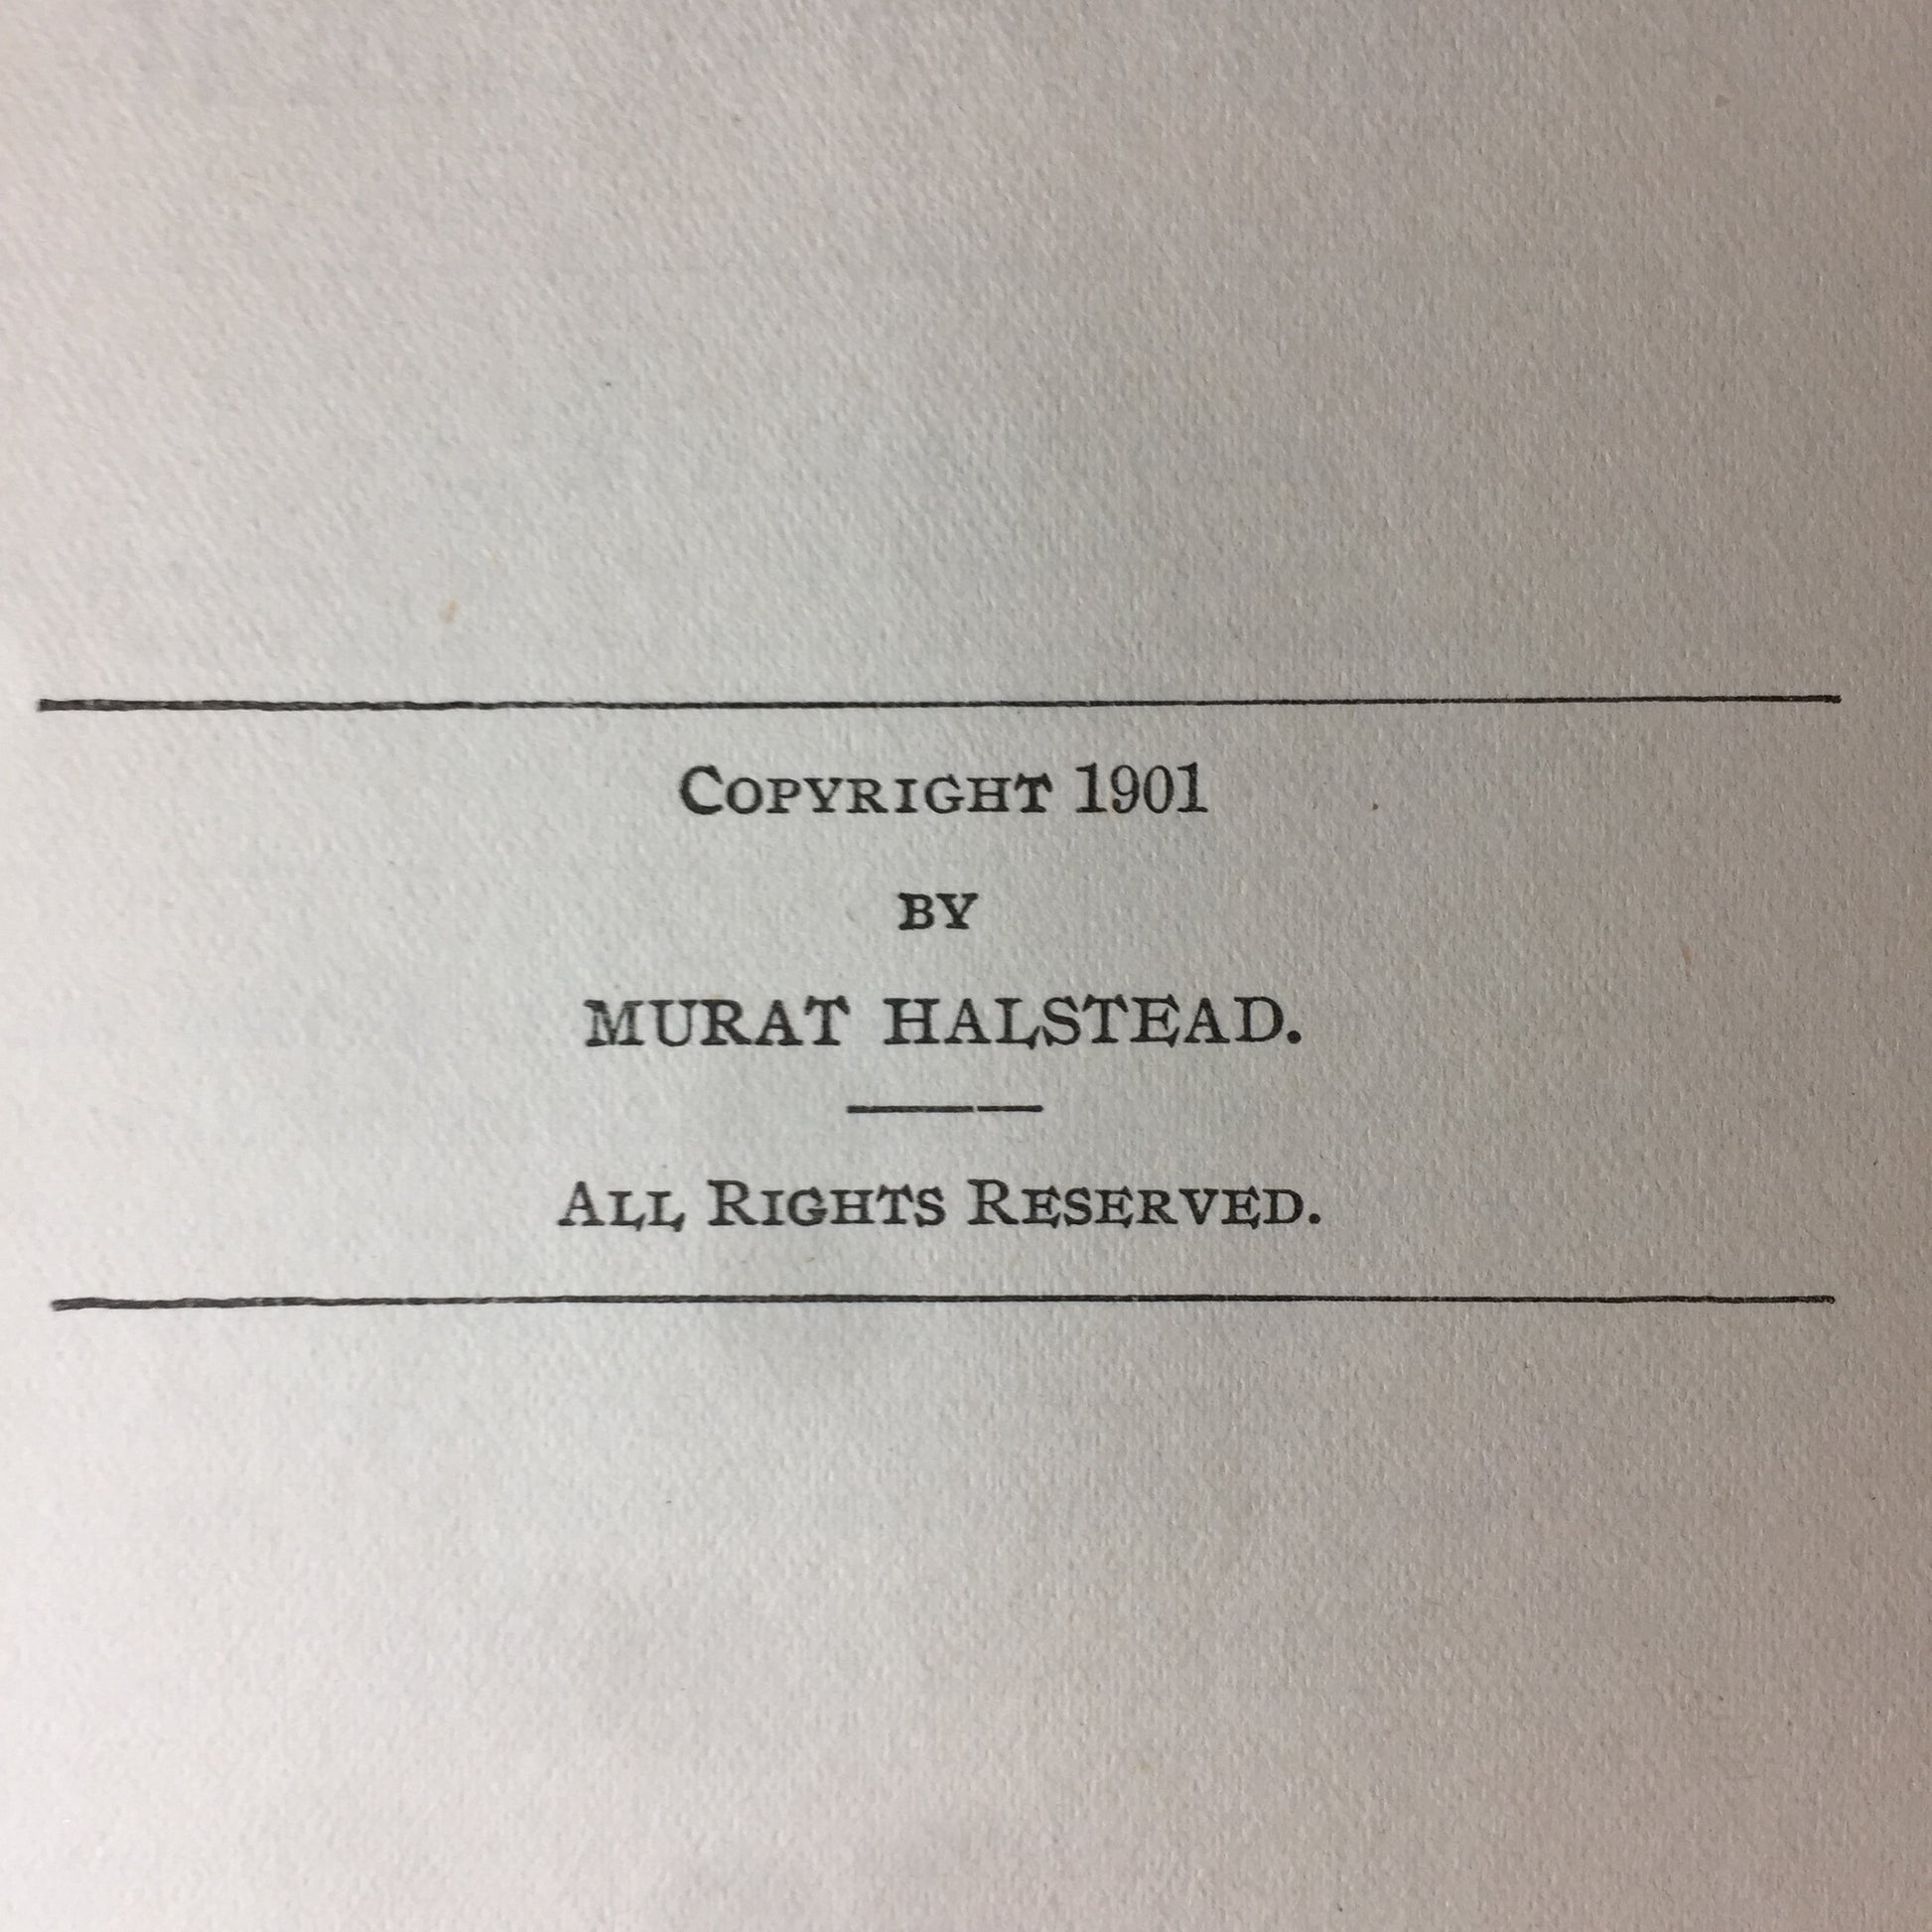 Copyright 1901
BY
MURAT HALSTEAD.
All Rights Reserved.